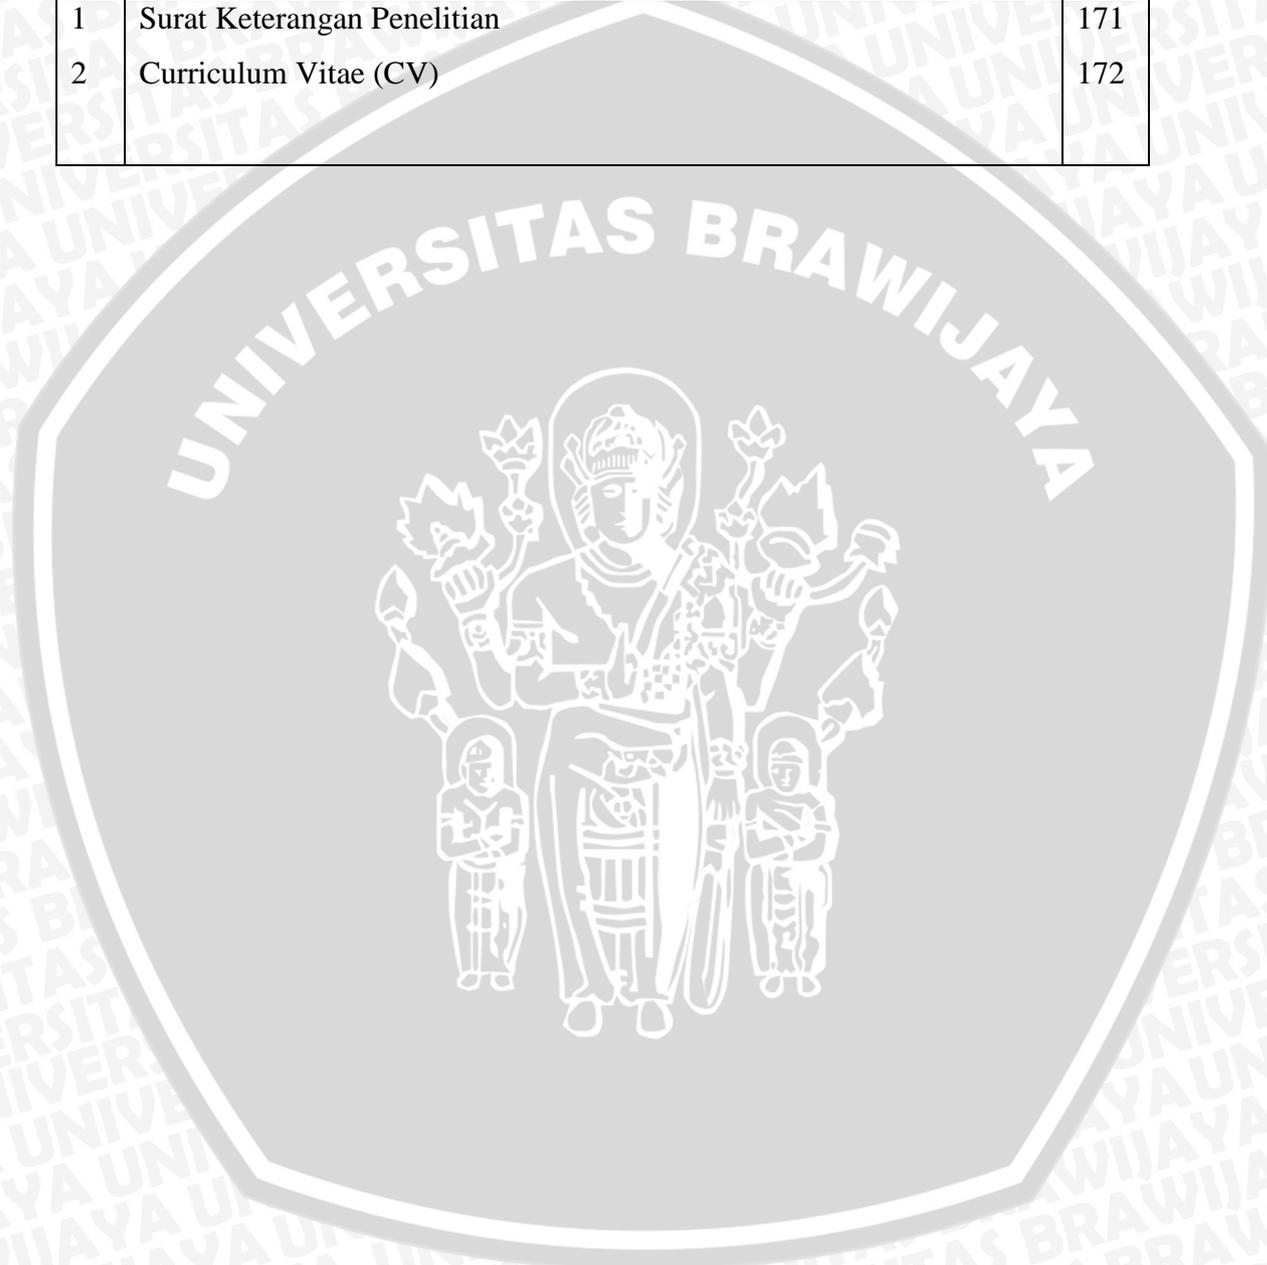 1 Surat Keterangan Penelitian 171
2 Curriculum Vitae (CV) 172
UNIVERSITAS BRAWIJAYA